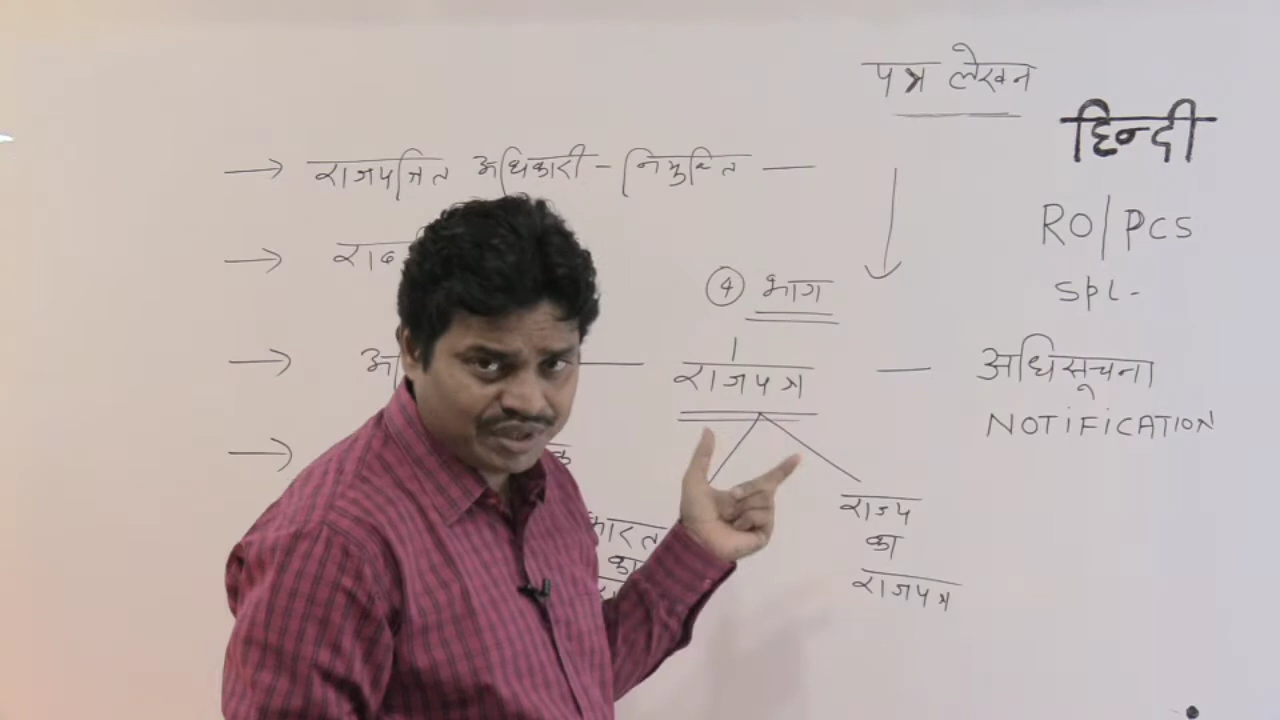 पत्र लेखन
हिन्दी
RO/PCS
Spl-
→ राजपत्रित अधिकारी - नियुक्ति —
④ भाग
राजपत्र — अधिसूचना
NOTIFICATION
भारत
का
राज्य
का
राजपत्र